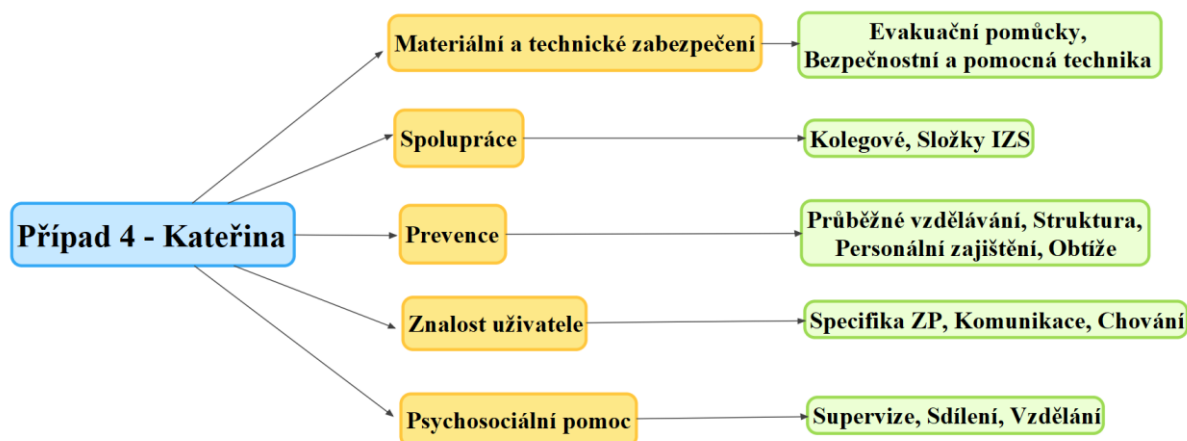 Případ 4 - Kateřina
Materiální a technické zabezpečení
Evakuační pomůcky,
Bezpečnostní a pomocná technika
Spolupráce
Kolegové, Složky IZS
Prevence
Průběžné vzdělávání, Struktura,
Personální zajištění, Obtíže
Znalost uživatele
Specifika ZP, Komunikace, Chování
Psychosociální pomoc
Supervize, Sdílení, Vzdělání